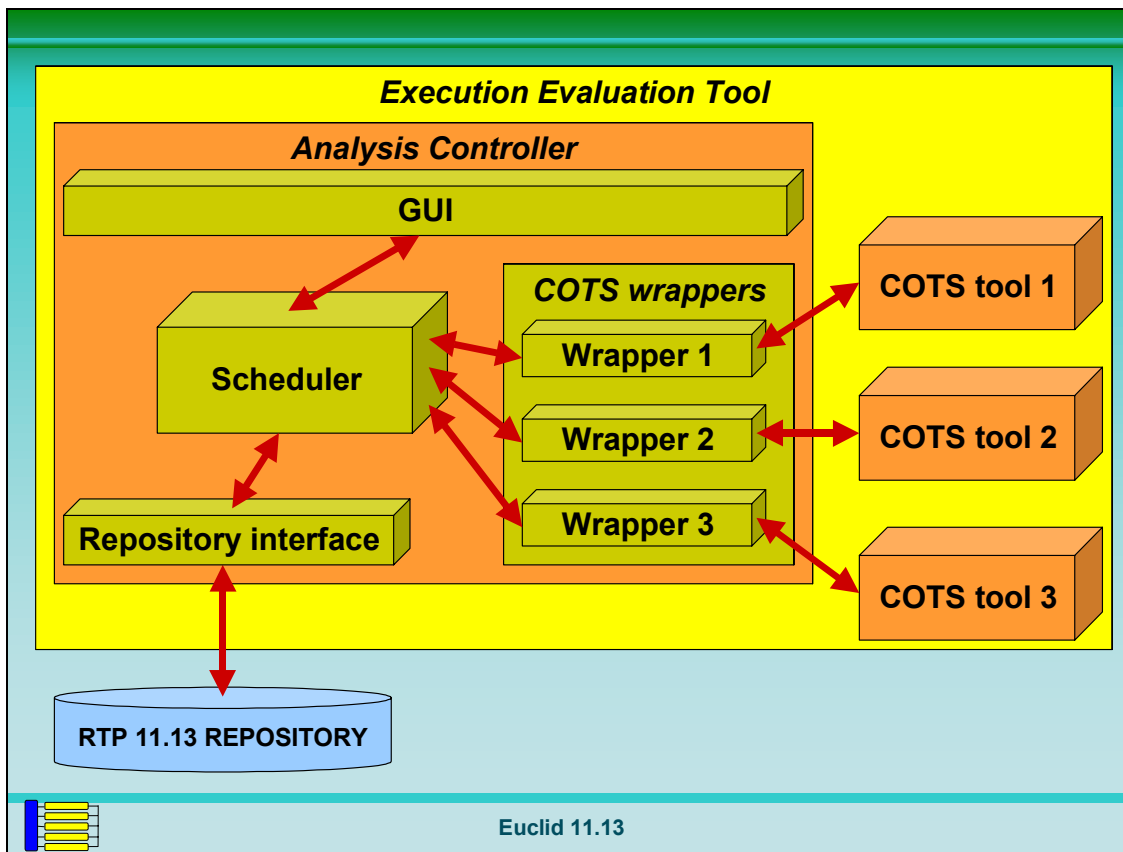 Execution Evaluation Tool
Analysis Controller
GUI
COTS wrappers
Scheduler
Wrapper 1
Wrapper 2
Wrapper 3
Repository interface
COTS tool 1
COTS tool 2
COTS tool 3
RTP 11.13 REPOSITORY
Euclid 11.13